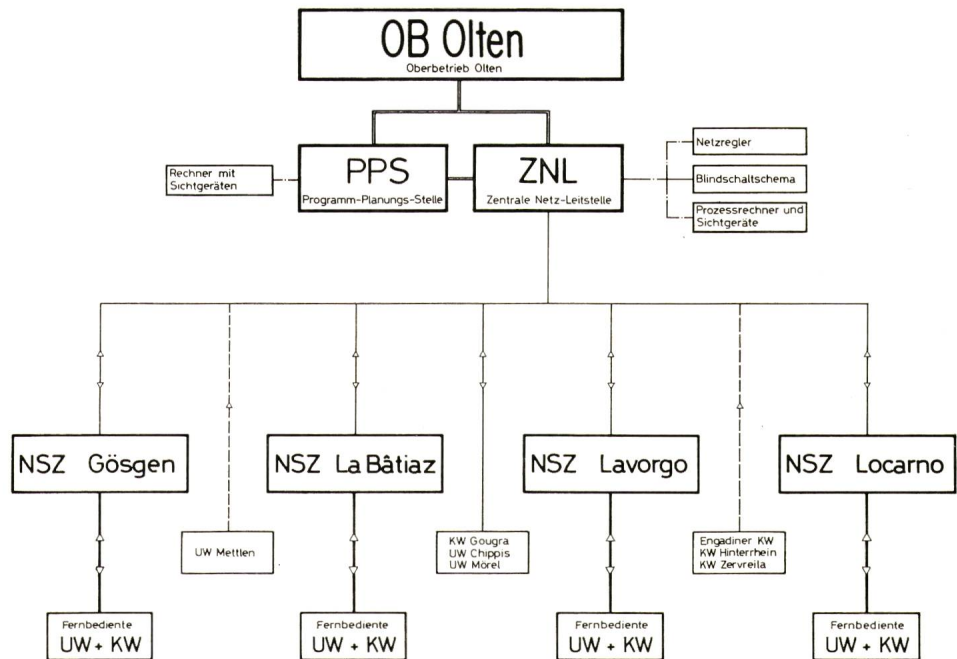 OB Olten
Oberbetrieb Olten
Rechner mit
Sichtgeräten
PPS
Programm-Planungs-Stelle
ZNL
Zentrale Netz-Leitstelle
Netzregler
Blindschaltschema
Prozessrechner und
Sichtgeräte
NSZ Gösgen
NSZ La Bâtiaz
NSZ Lavorgo
NSZ Locarno
UW Mettlen
KW Gougra
UW Chippis
UW Mörel
Engadiner KW
KW Hinterrhein
KW Zervreila
Fernbediente
UW + KW
Fernbediente
UW + KW
Fernbediente
UW + KW
Fernbediente
UW + KW